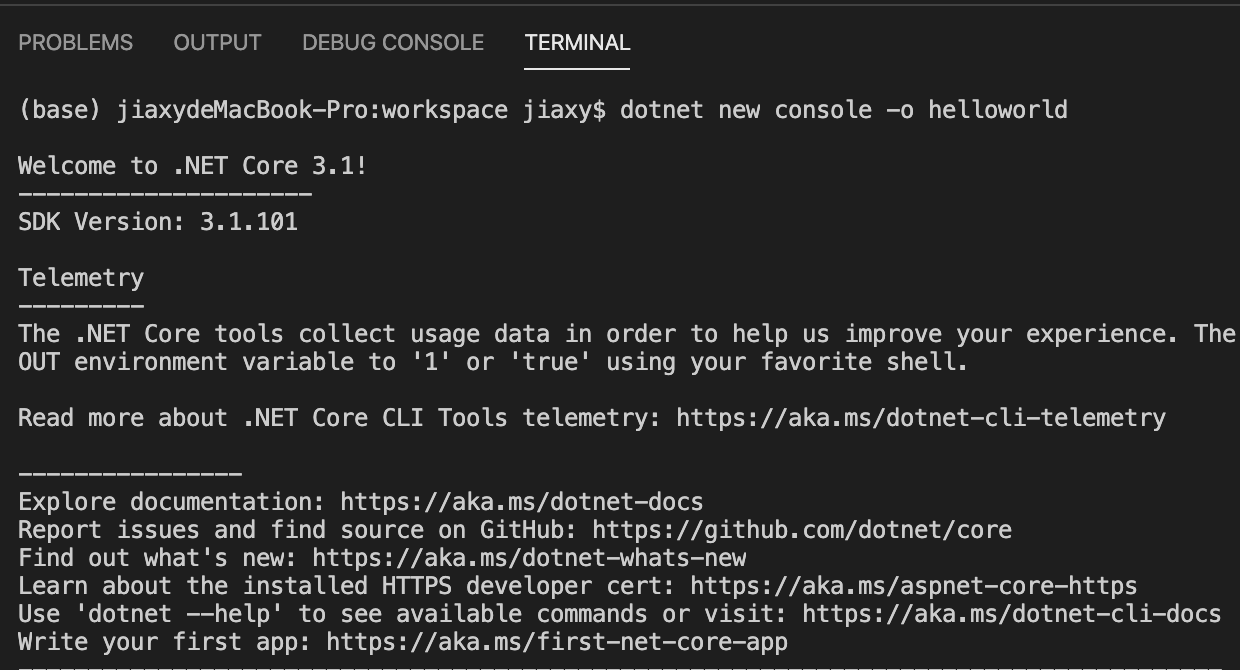 PROBLEMS OUTPUT DEBUG CONSOLE TERMINAL
(base) jiaxydeMacBook-Pro:workspace jiaxy$ dotnet new console -o helloworld
Welcome to .NET Core 3.1!
---------------------
SDK Version: 3.1.101
Telemetry
---------
The .NET Core tools collect usage data in order to help us improve your experience. The
OUT environment variable to '1' or 'true' using your favorite shell.
Read more about .NET Core CLI Tools telemetry: https://aka.ms/dotnet-cli-telemetry
----------------
Explore documentation: https://aka.ms/dotnet-docs
Report issues and find source on GitHub: https://github.com/dotnet/core
Find out what's new: https://aka.ms/dotnet-whats-new
Learn about the installed HTTPS developer cert: https://aka.ms/aspnet-core-https
Use 'dotnet --help' to see available commands or visit: https://aka.ms/dotnet-cli-docs
Write your first app: https://aka.ms/first-net-core-app